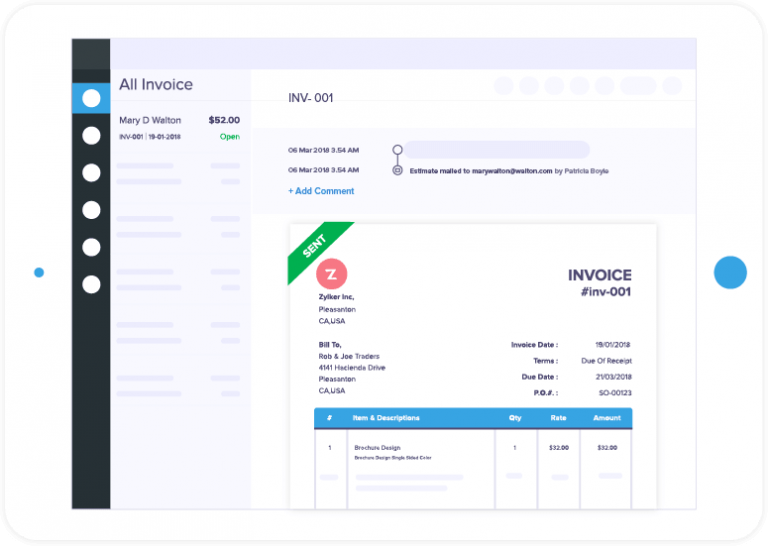 All Invoice
Mary D Walton $52.00
INV-001 | 19-01-2018 Open
INV- 001
06 Mar 2018 3.54 AM
06 Mar 2018 3.54 AM Estimate mailed to marywalton@walton.com by Patricia Boyle
+ Add Comment
SENT
Z
INVOICE
#inv-001
Zylker Inc,
Pleasanton
CA,USA
Bill To,
Rob & Joe Traders
4141 Hacienda Drive
Pleassanton
CA,USA
Invoice Date : 19/01/2018
Terms : Due Of Receipt
Due Date : 21/03/2018
P.O.#. : SO-00123
# Item & Descriptions Qty Rate Amount
1 Brochure Design 1 $32.00 $32.00
Brochure Design Single Sided Color